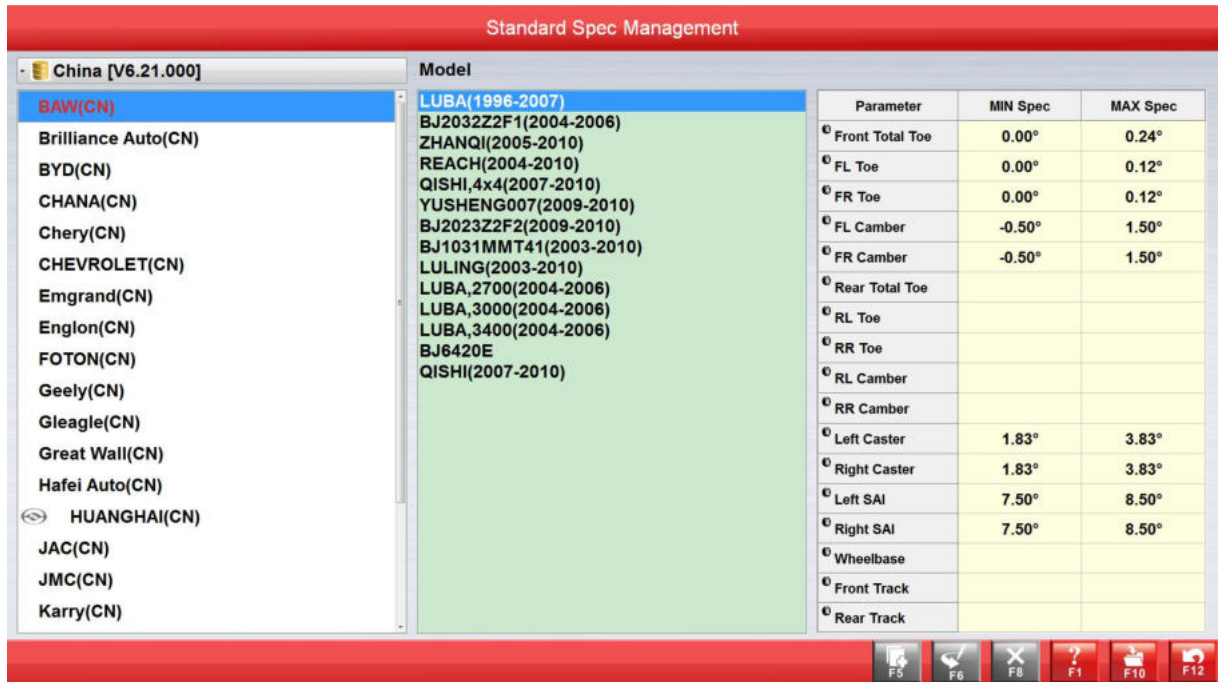 Standard Spec Management
China [V6.21.000]
BAW(CN)
Brilliance Auto(CN)
BYD(CN)
CHANA(CN)
Chery(CN)
CHEVROLET(CN)
Emgrand(CN)
Englon(CN)
FOTON(CN)
Geely(CN)
Gleagle(CN)
Great Wall(CN)
Hafei Auto(CN)
HUANGHAI(CN)
JAC(CN)
JMC(CN)
Karry(CN)
Model
LUBA(1996-2007)
BJ2032Z2F1(2004-2006)
ZHANQI(2005-2010)
REACH(2004-2010)
QISHI,4x4(2007-2010)
YUSHENG007(2009-2010)
BJ2023Z2F2(2009-2010)
BJ1031MMT41(2003-2010)
LULING(2003-2010)
LUBA,2700(2004-2006)
LUBA,3000(2004-2006)
LUBA,3400(2004-2006)
BJ6420E
QISHI(2007-2010)
Parameter MIN Spec MAX Spec
Front Total Toe 0.00° 0.24°
FL Toe 0.00° 0.12°
FR Toe 0.00° 0.12°
FL Camber -0.50° 1.50°
FR Camber -0.50° 1.50°
Rear Total Toe
RL Toe
RR Toe
RL Camber
RR Camber
Left Caster 1.83° 3.83°
Right Caster 1.83° 3.83°
Left SAI 7.50° 8.50°
Right SAI 7.50° 8.50°
Wheelbase
Front Track
Rear Track
F5 F6 F8 F1 F10 F12